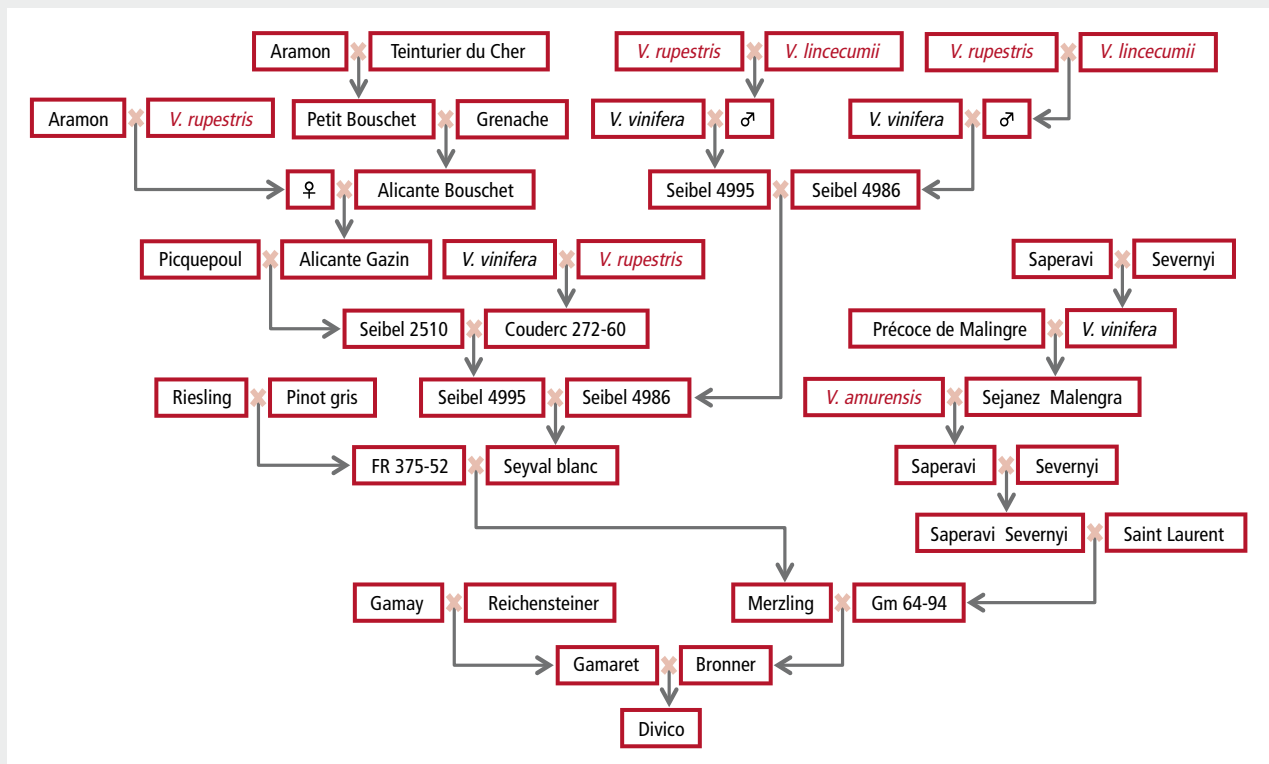 Aramon Teinturier du Cher V. rupestris V. lincecumii V. rupestris V. lincecumii
Aramon V. rupestris Petit Bouschet Grenache V. vinifera ♂ V. vinifera ♂
♀ Alicante Bouschet Seibel 4995 Seibel 4986
Picquepoul Alicante Gazin V. vinifera V. rupestris Saperavi Severnyi
Seibel 2510 Couderc 272-60 Précoce de Malingre V. vinifera
Riesling Pinot gris Seibel 4995 Seibel 4986 V. amurensis Sejanez Malengra
FR 375-52 Seyval blanc Saperavi Severnyi
Saperavi Severnyi Saint Laurent
Gamay Reichensteiner Merzling Gm 64-94
Gamaret Bronner
Divico